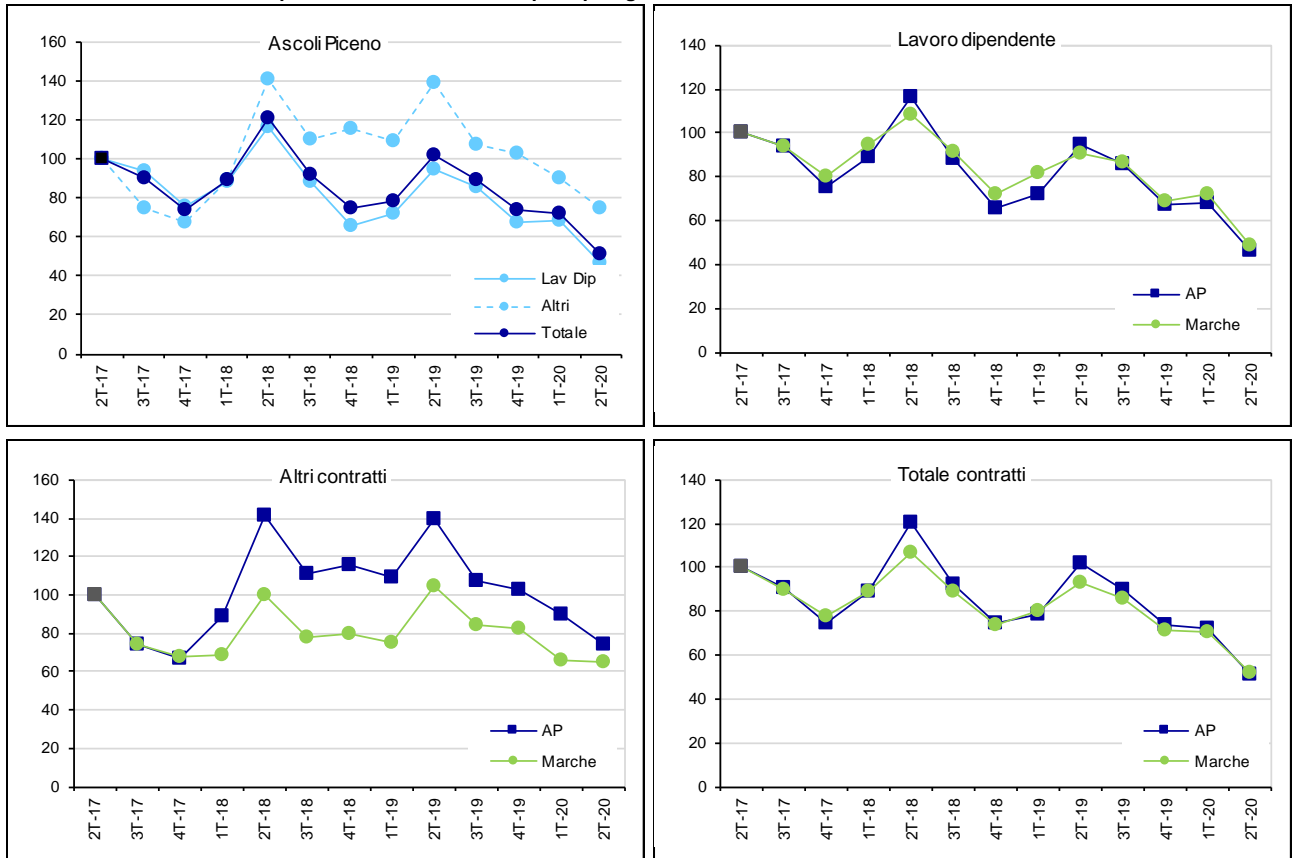 Ascoli Piceno
160
140
120
100
80
60
40
20
0
Lav Dip
Altri
Totale
2T-17
3T-17
4T-17
1T-18
2T-18
3T-18
4T-18
1T-19
2T-19
3T-19
4T-19
1T-20
2T-20
Lavoro dipendente
140
120
100
80
60
40
20
0
AP
Marche
2T-17
3T-17
4T-17
1T-18
2T-18
3T-18
4T-18
1T-19
2T-19
3T-19
4T-19
1T-20
2T-20
Altri contratti
160
140
120
100
80
60
40
20
0
AP
Marche
2T-17
3T-17
4T-17
1T-18
2T-18
3T-18
4T-18
1T-19
2T-19
3T-19
4T-19
1T-20
2T-20
Totale contratti
140
120
100
80
60
40
20
0
AP
Marche
2T-17
3T-17
4T-17
1T-18
2T-18
3T-18
4T-18
1T-19
2T-19
3T-19
4T-19
1T-20
2T-20